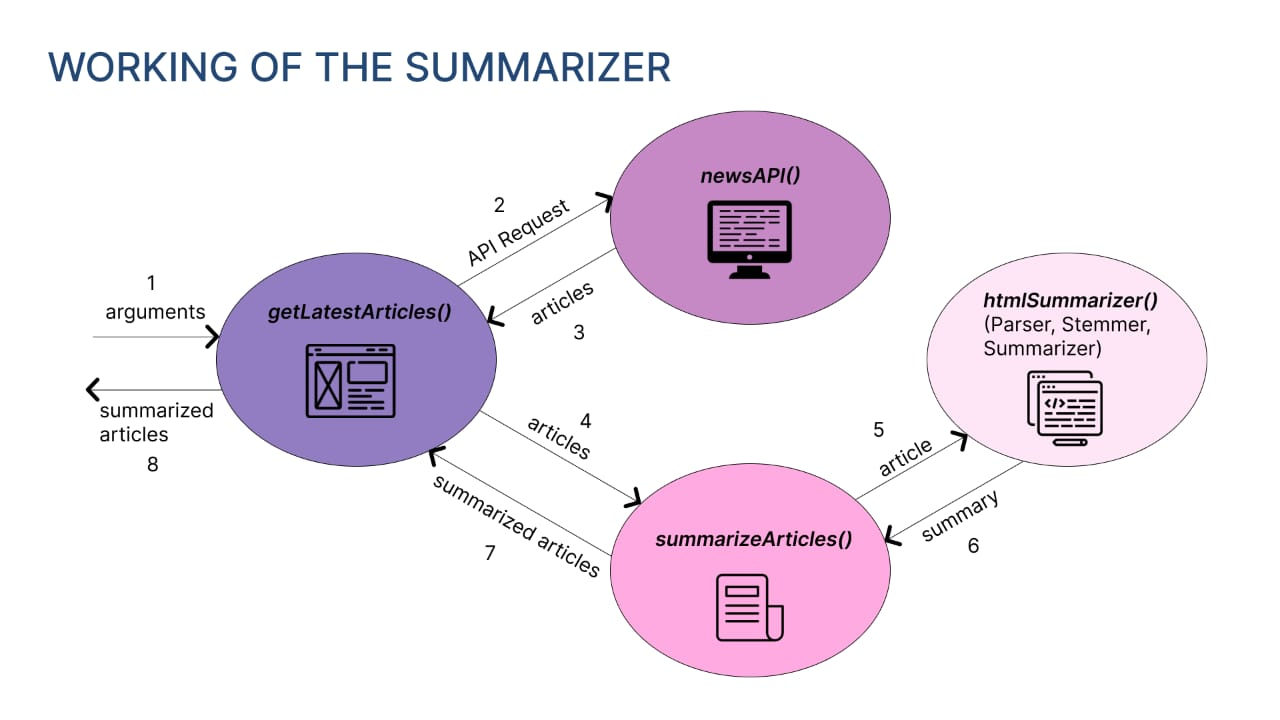 WORKING OF THE SUMMARIZER
newsAPI()
2
API Request
articles
3
1
arguments
getLatestArticles()
summarized
articles
8
htmlSummarizer()
(Parser, Stemmer,
Summarizer)
</>
4
articles
summarized articles
7
5
article
summary
6
summarizeArticles()